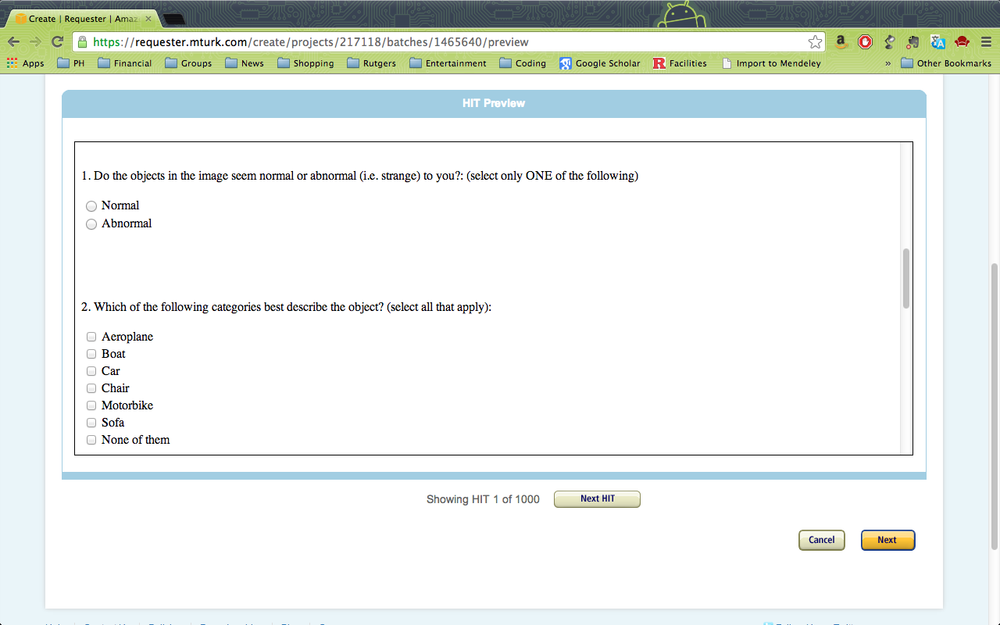 Create | Requester | Amaz
https://requester.mturk.com/create/projects/217118/batches/1465640/preview
Apps PH Financial Groups News Shopping Rutgers Entertainment Coding Google Scholar Facilities Import to Mendeley » Other Bookmarks
HIT Preview
1. Do the objects in the image seem normal or abnormal (i.e. strange) to you?: (select only ONE of the following)
Normal
Abnormal
2. Which of the following categories best describe the object? (select all that apply):
Aeroplane
Boat
Car
Chair
Motorbike
Sofa
None of them
Showing HIT 1 of 1000 Next HIT
Cancel Next